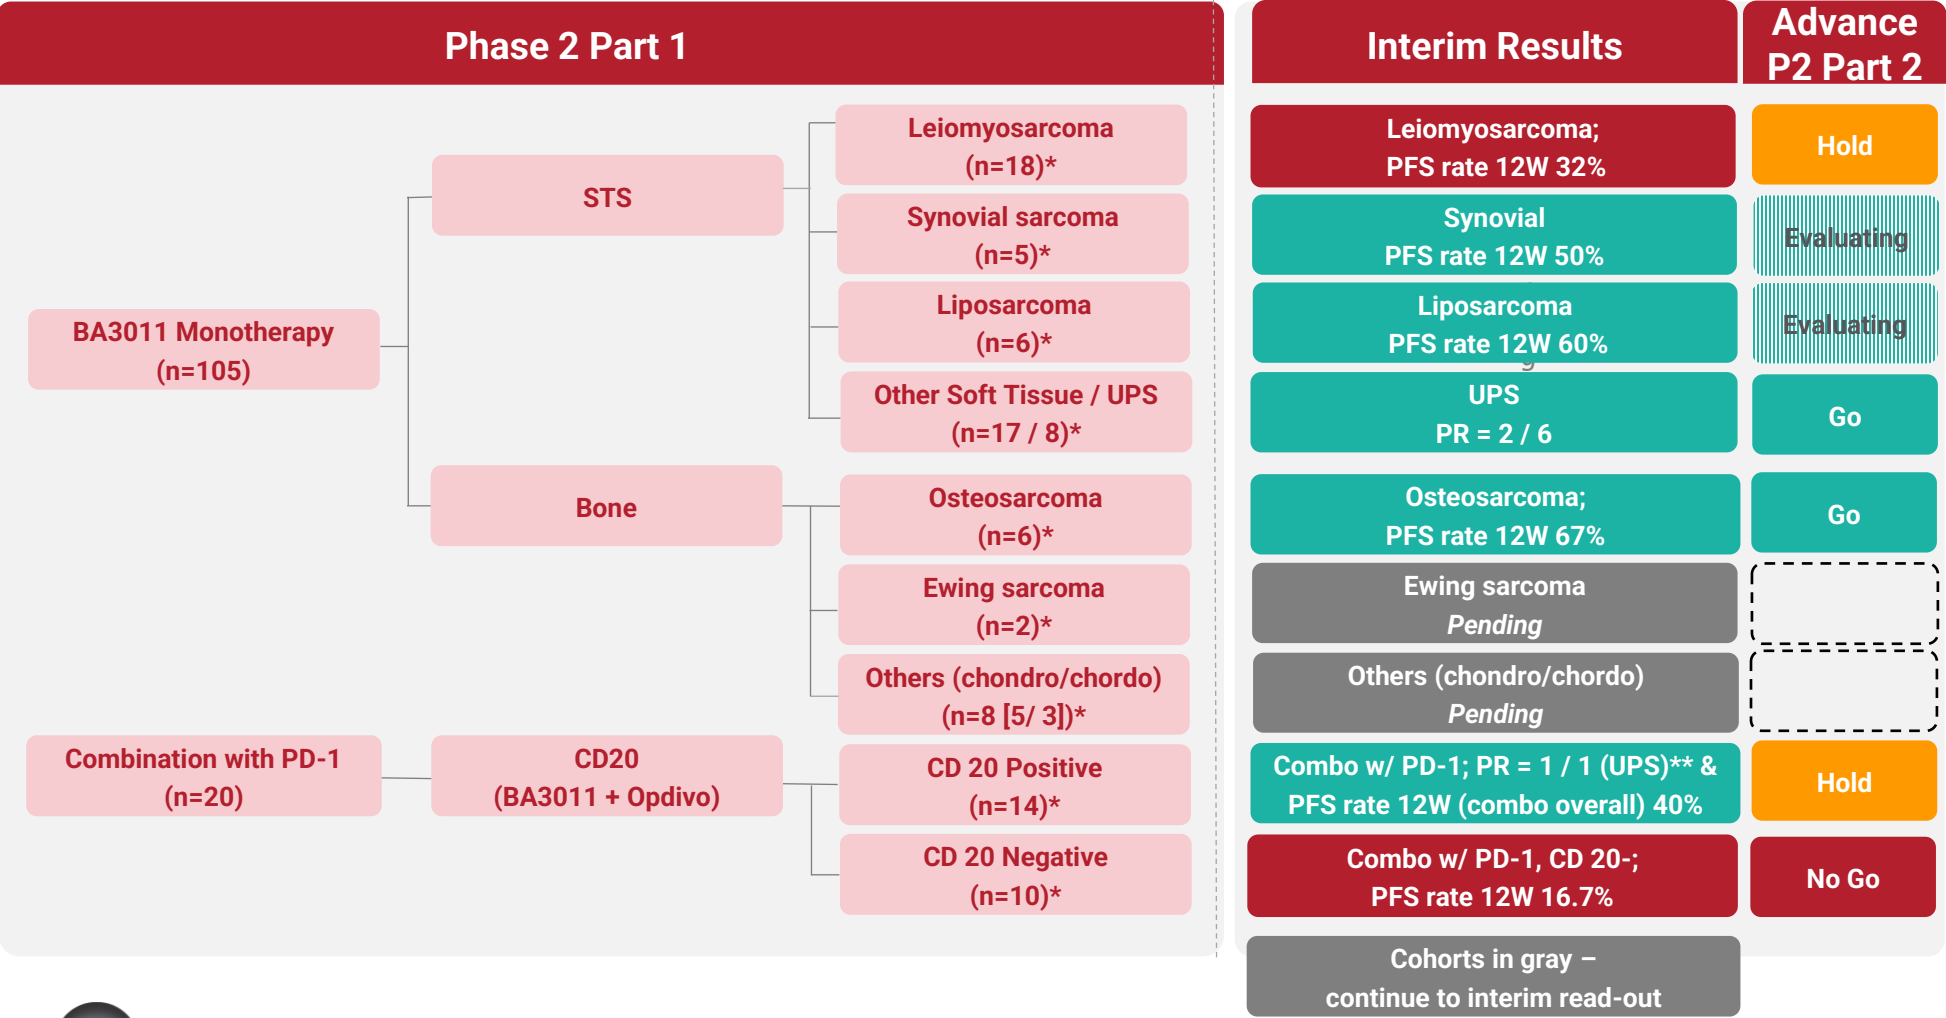 Phase 2 Part 1
Interim Results
Advance
P2 Part 2
BA3011 Monotherapy
(n=105)
STS
Leiomyosarcoma
(n=18)*
Leiomyosarcoma;
PFS rate 12W 32%
Hold
Synovial sarcoma
(n=5)*
Synovial
PFS rate 12W 50%
Evaluating
Liposarcoma
(n=6)*
Liposarcoma
PFS rate 12W 60%
g
Evaluating
Other Soft Tissue / UPS
(n=17 / 8)*
UPS
PR = 2 / 6
Go
Bone
Osteosarcoma
(n=6)*
Osteosarcoma;
PFS rate 12W 67%
Go
Ewing sarcoma
(n=2)*
Ewing sarcoma
Pending
Others (chondro/chordo)
(n=8 [5/ 3])*
Others (chondro/chordo)
Pending
Combination with PD-1
(n=20)
CD20
(BA3011 + Opdivo)
CD 20 Positive
(n=14)*
Combo w/ PD-1; PR = 1 / 1 (UPS)** &
PFS rate 12W (combo overall) 40%
Hold
CD 20 Negative
(n=10)*
Combo w/ PD-1, CD 20-;
PFS rate 12W 16.7%
No Go
Cohorts in gray –
continue to interim read-out